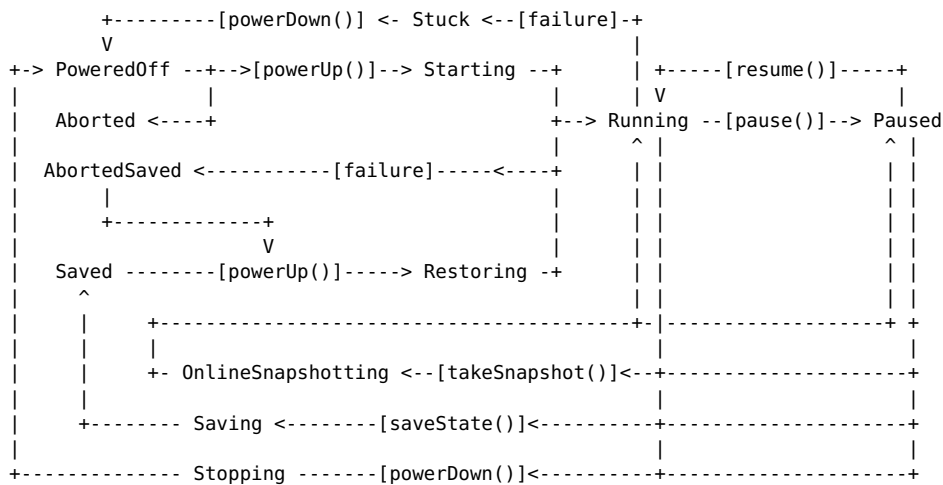 +---------[powerDown()] <- Stuck <--[failure]-+
        V                                             |
+-> PoweredOff --+-->[powerUp()]--> Starting --+      | +-----[resume()]-----+
|                |                             |      | V                    |
|   Aborted <----+                             +--> Running --[pause()]--> Paused
|                                              |      ^ |                   ^ |
|  AbortedSaved <-----------[failure]-----<----+      | |                   | |
|       |                                      |      | |                   | |
|       +-------------+                        |      | |                   | |
|                     V                        |      | |                   | |
|   Saved --------[powerUp()]-----> Restoring -+      | |                   | |
|     ^                                               | |                   | |
|     |     +-----------------------------------------+-|-------------------+ +
|     |     |                                           |                     |
|     |     +- OnlineSnapshotting <--[takeSnapshot()]<--+---------------------+
|     |                                                 |                     |
|     +-------- Saving <--------[saveState()]<----------+---------------------+
|                                                       |                     |
+-------------- Stopping -------[powerDown()]<----------+---------------------+